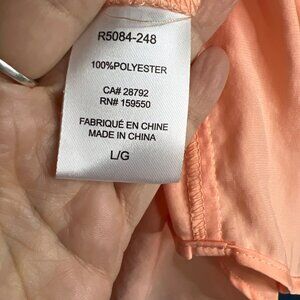 R5084-248
100%POLYESTER
CA# 28792
RN# 159550
FABRIQUÉ EN CHINE
MADE IN CHINA
L/G